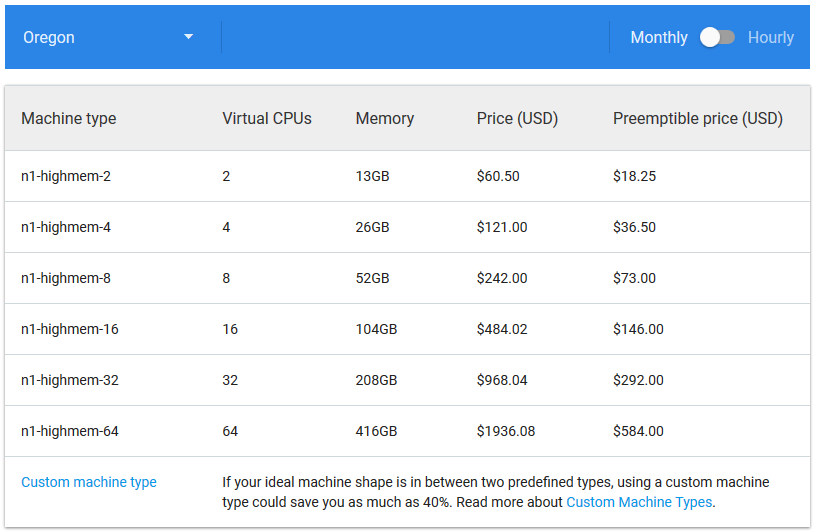 Oregon Monthly Hourly
Machine type Virtual CPUs Memory Price (USD) Preemptible price (USD)
n1-highmem-2 2 13GB $60.50 $18.25
n1-highmem-4 4 26GB $121.00 $36.50
n1-highmem-8 8 52GB $242.00 $73.00
n1-highmem-16 16 104GB $484.02 $146.00
n1-highmem-32 32 208GB $968.04 $292.00
n1-highmem-64 64 416GB $1936.08 $584.00
Custom machine type If your ideal machine shape is in between two predefined types, using a custom machine
type could save you as much as 40%. Read more about Custom Machine Types.